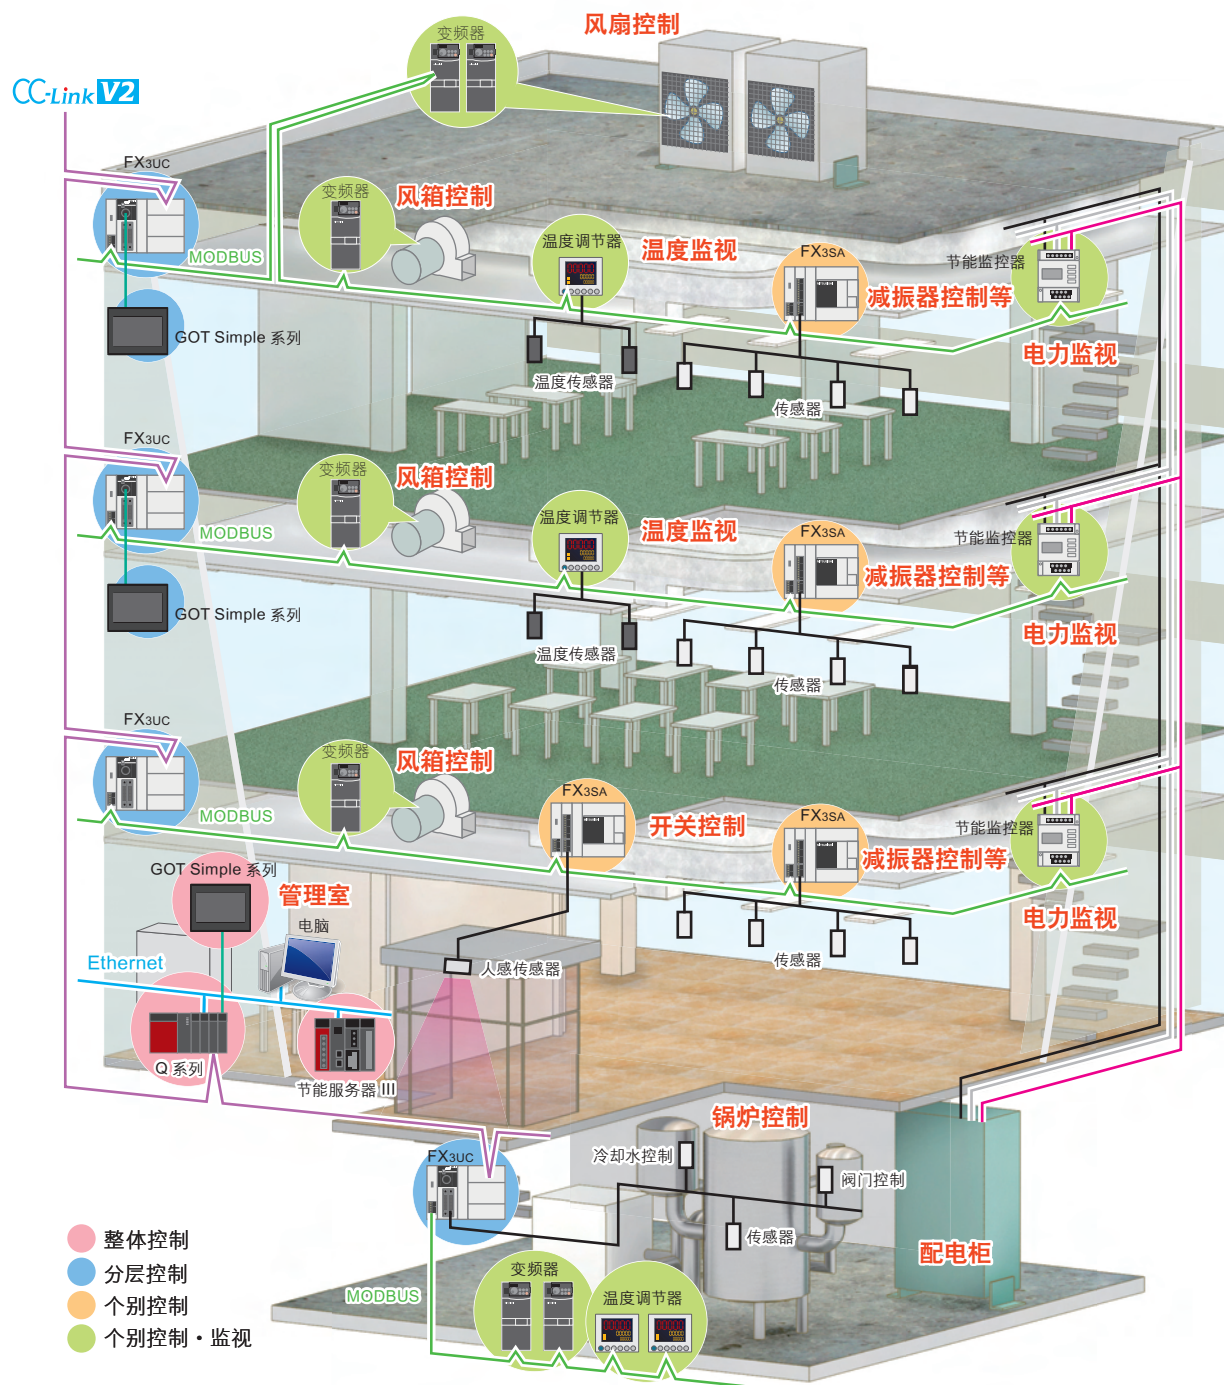 风扇控制
变频器
CC-Link V2
FX3UC
变频器
风箱控制
温度调节器
温度监视
FX3SA
节能监控器
MODBUS
减振器控制等
GOT Simple 系列
电力监视
温度传感器
传感器
FX3UC
变频器
风箱控制
温度调节器
温度监视
FX3SA
节能监控器
MODBUS
减振器控制等
GOT Simple 系列
电力监视
温度传感器
传感器
FX3UC
变频器
风箱控制
FX3SA
开关控制
FX3SA
节能监控器
MODBUS
减振器控制等
GOT Simple 系列
管理室
电力监视
电脑
Ethernet
人感传感器
传感器
Q 系列
节能服务器 III
锅炉控制
FX3UC
冷却水控制
阀门控制
传感器
配电柜
整体控制
分层控制
个别控制
个别控制・监视
MODBUS
变频器
温度调节器